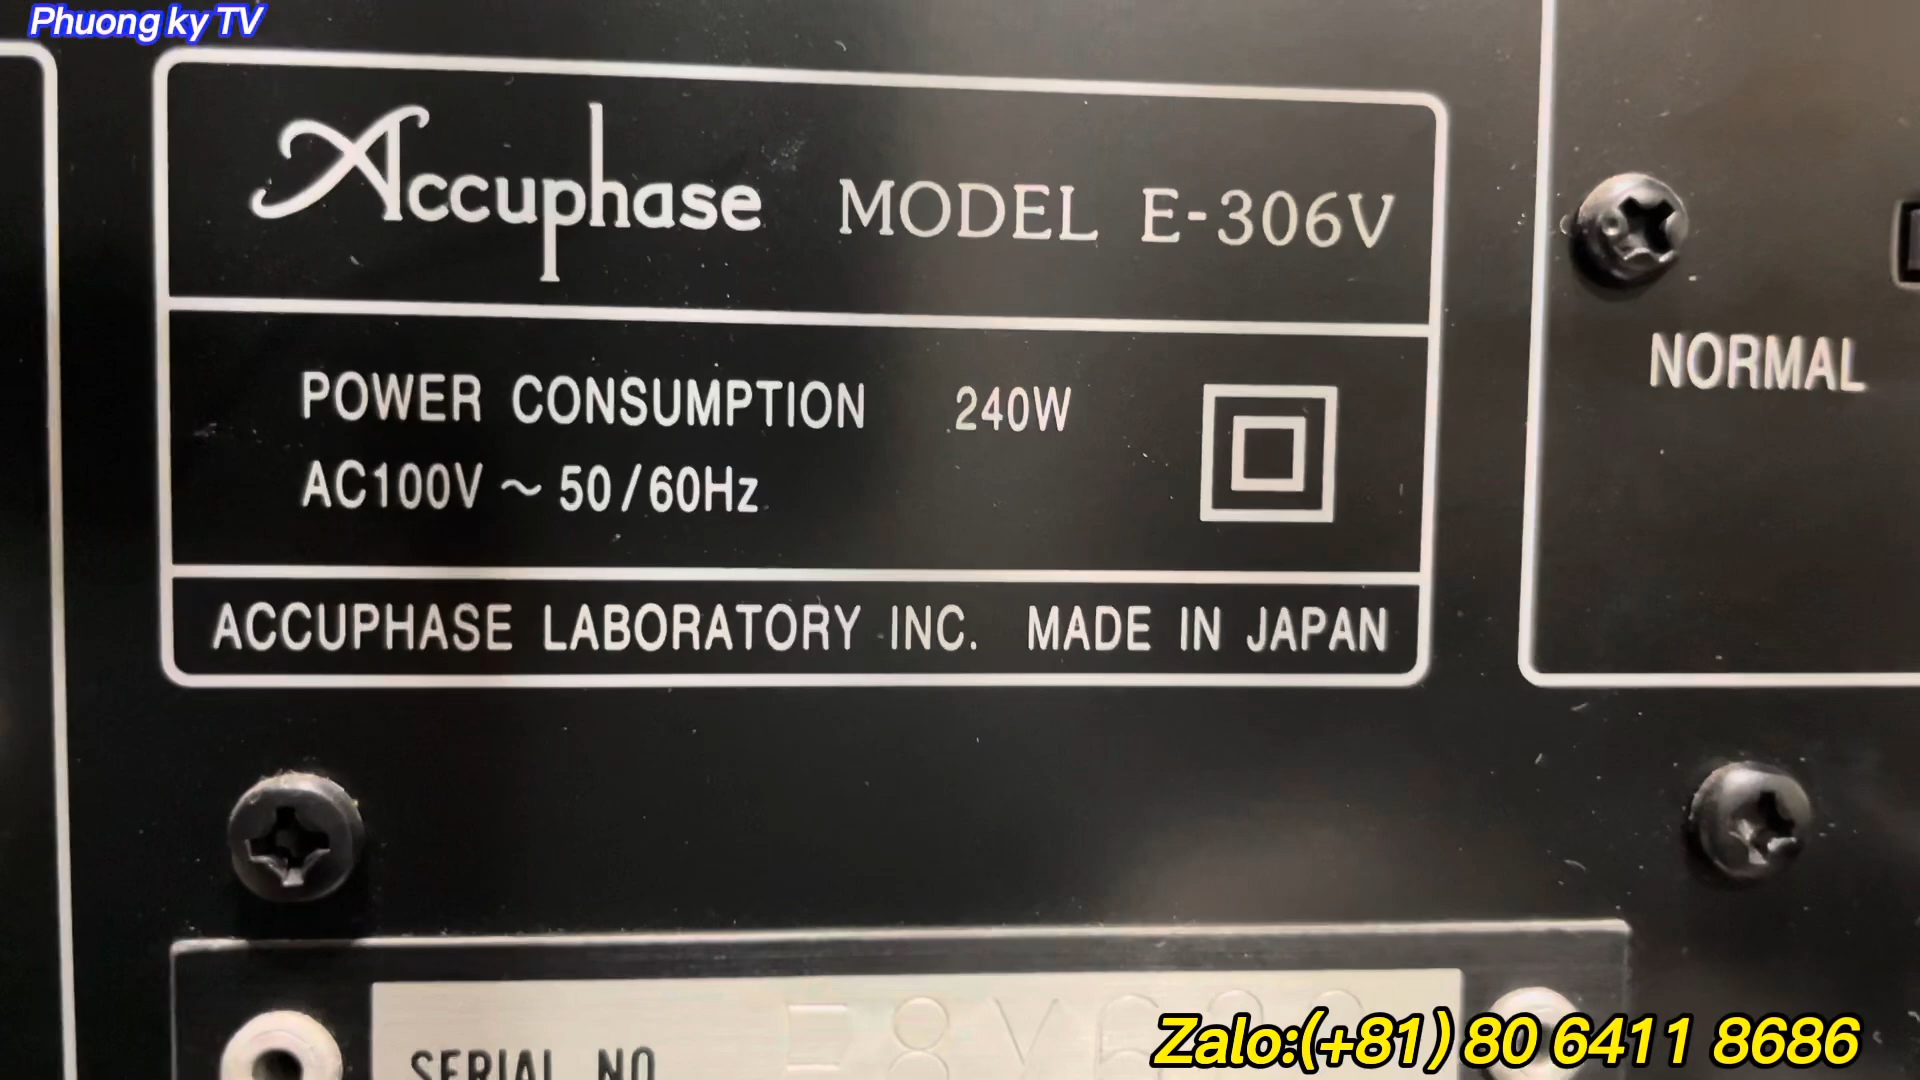 Phuong ky TV
Accuphase MODEL E-306V
NORMAL
POWER CONSUMPTION 240W
AC100V ~ 50/60Hz
ACCUPHASE LABORATORY INC. MADE IN JAPAN
SERIAL NO
Zalo:(+81) 80 6411 8686